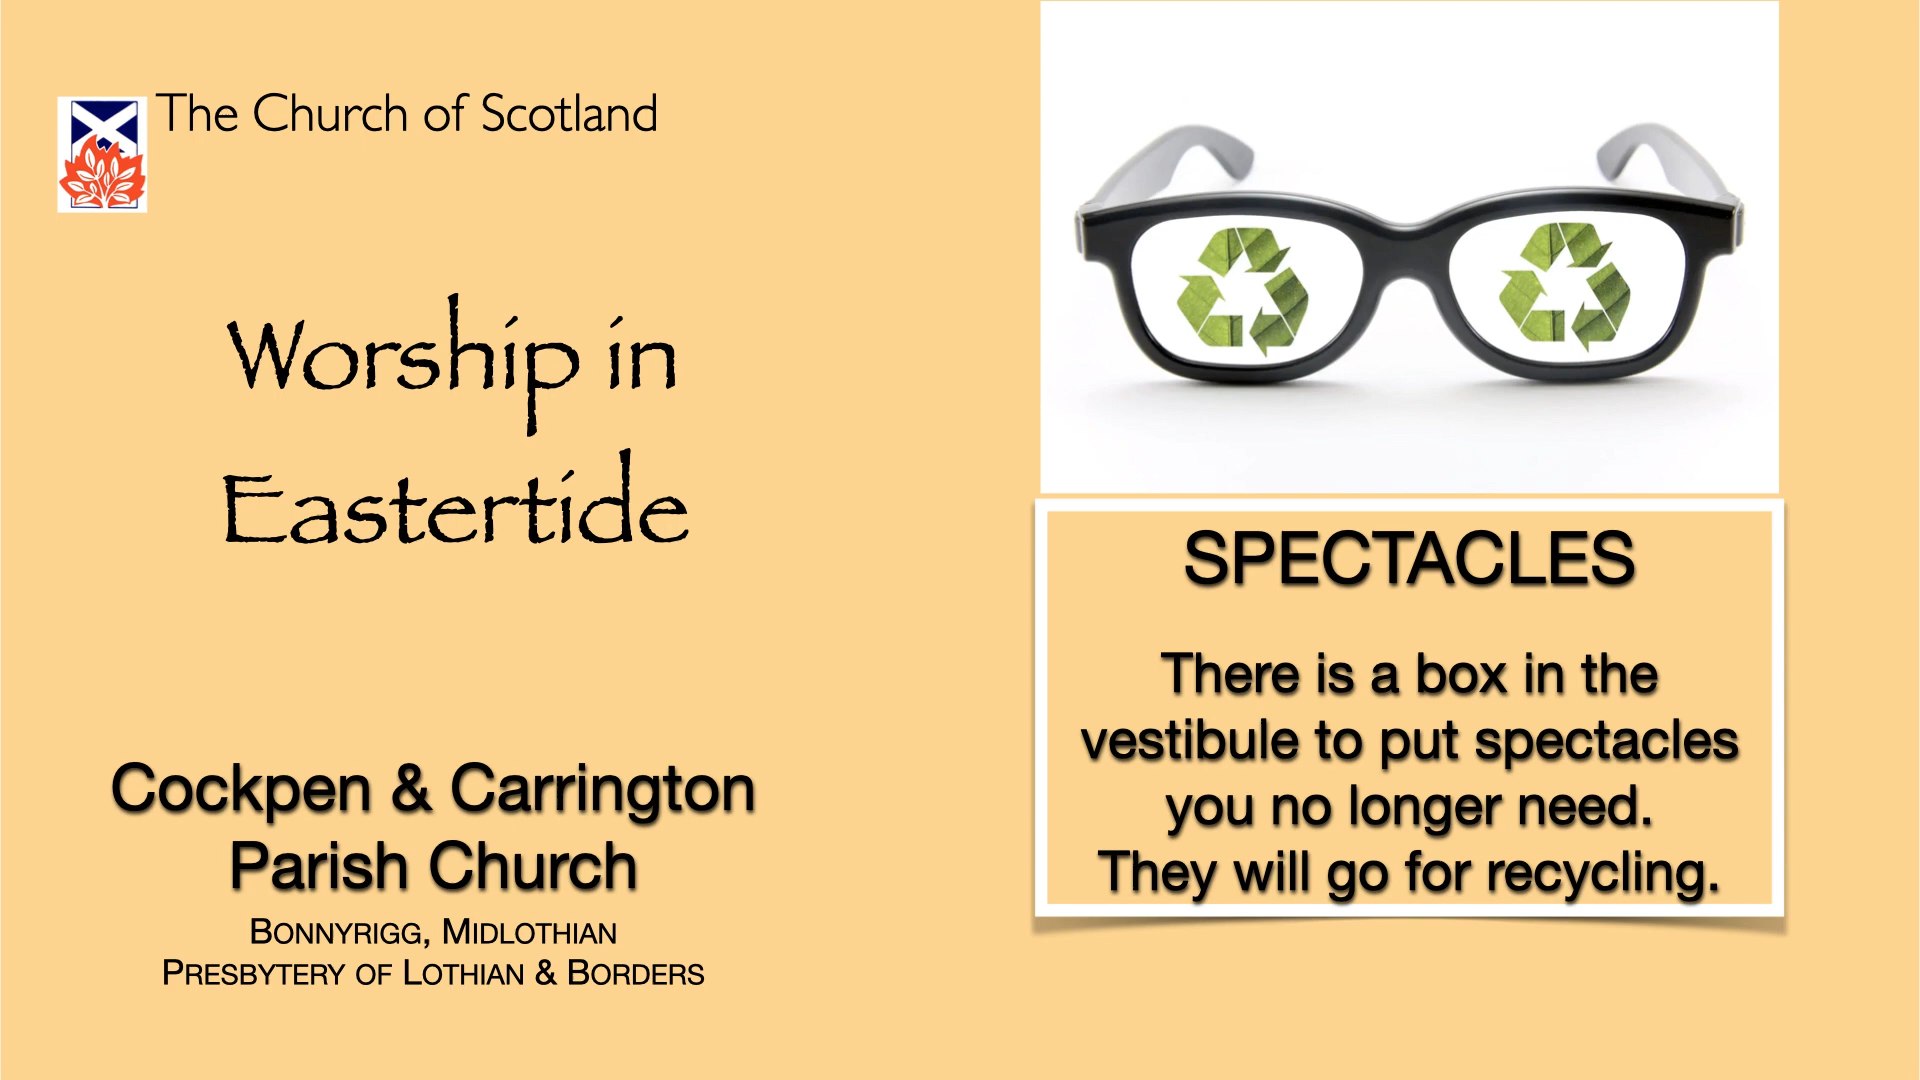 The Church of Scotland
Worship in
Eastertide
Cockpen & Carrington
Parish Church
Bonnyrigg, Midlothian
Presbytery of Lothian & Borders
SPECTACLES
There is a box in the
vestibule to put spectacles
you no longer need.
They will go for recycling.